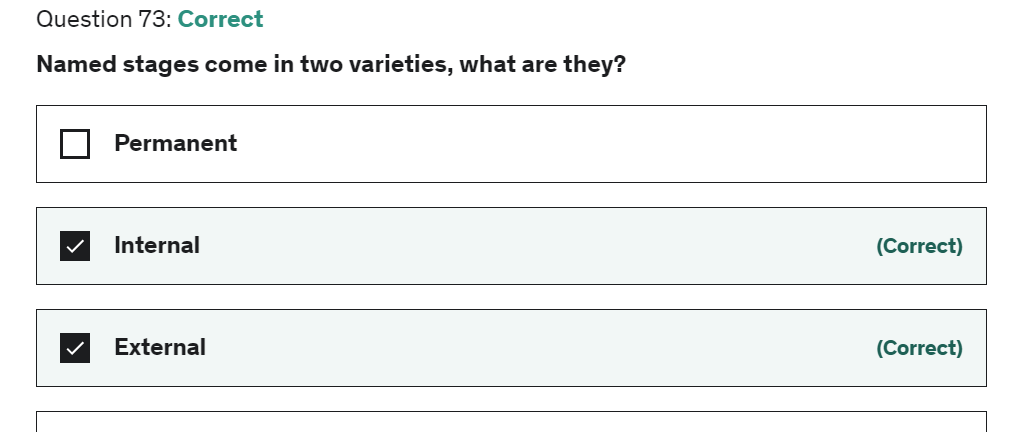 Question 73: Correct
Named stages come in two varieties, what are they?
Permanent
Internal (Correct)
External (Correct)